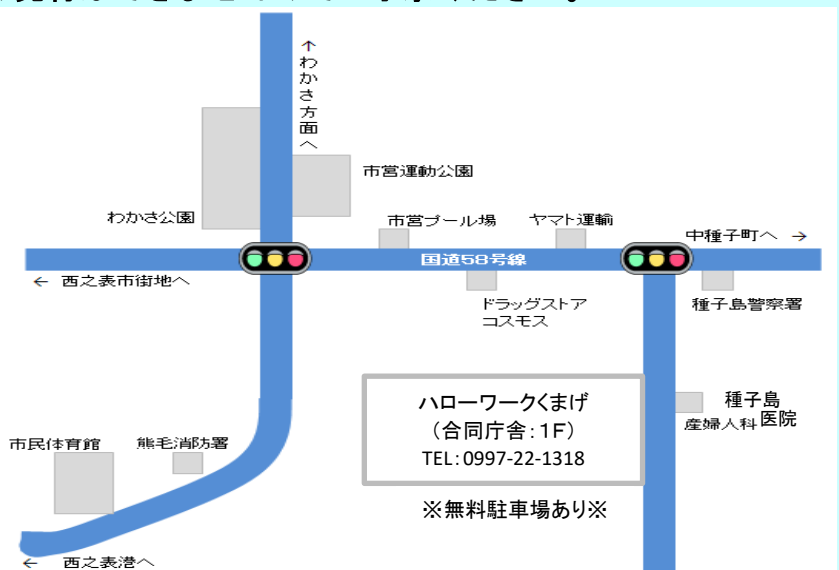 ↑わかさ方面へ
市営運動公園
わかさ公園
市営プール場
ヤマト運輸
中種子町へ →
国道58号線
← 西之表市街地へ
ドラッグストア
コスモス
種子島警察署
ハローワークくまげ
（合同庁舎：1F）
TEL：0997-22-1318
種子島
産婦人科医院
市民体育館
熊毛消防署
※無料駐車場あり※
← 西之表港へ